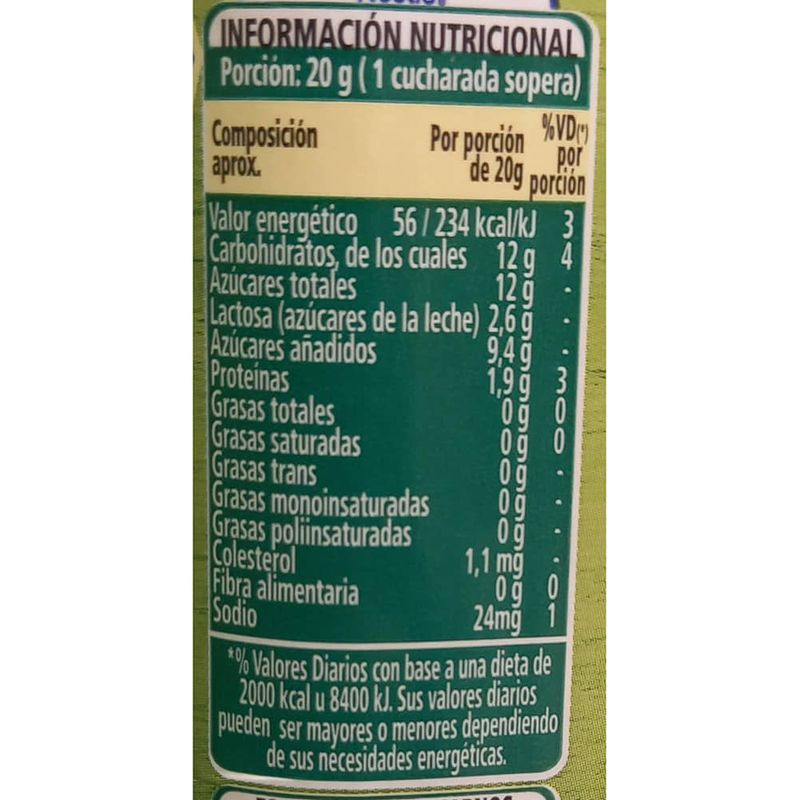 INFORMACIÓN NUTRICIONAL
Porción: 20 g ( 1 cucharada sopera)
Composición aprox. Por porción de 20g %VD(*) por porción
Valor energético 56 / 234 kcal/kJ 3
Carbohidratos, de los cuales 12 g 4
Azúcares totales 12 g -
Lactosa (azúcares de la leche) 2,6 g -
Azúcares añadidos 9,4 g -
Proteínas 1,9 g 3
Grasas totales 0 g 0
Grasas saturadas 0 g 0
Grasas trans 0 g -
Grasas monoinsaturadas 0 g -
Grasas poliinsaturadas 0 g -
Colesterol 1,1 mg -
Fibra alimentaria 0 g 0
Sodio 24mg 1
*% Valores Diarios con base a una dieta de
2000 kcal u 8400 kJ. Sus valores diarios
pueden ser mayores o menores dependiendo
de sus necesidades energéticas.